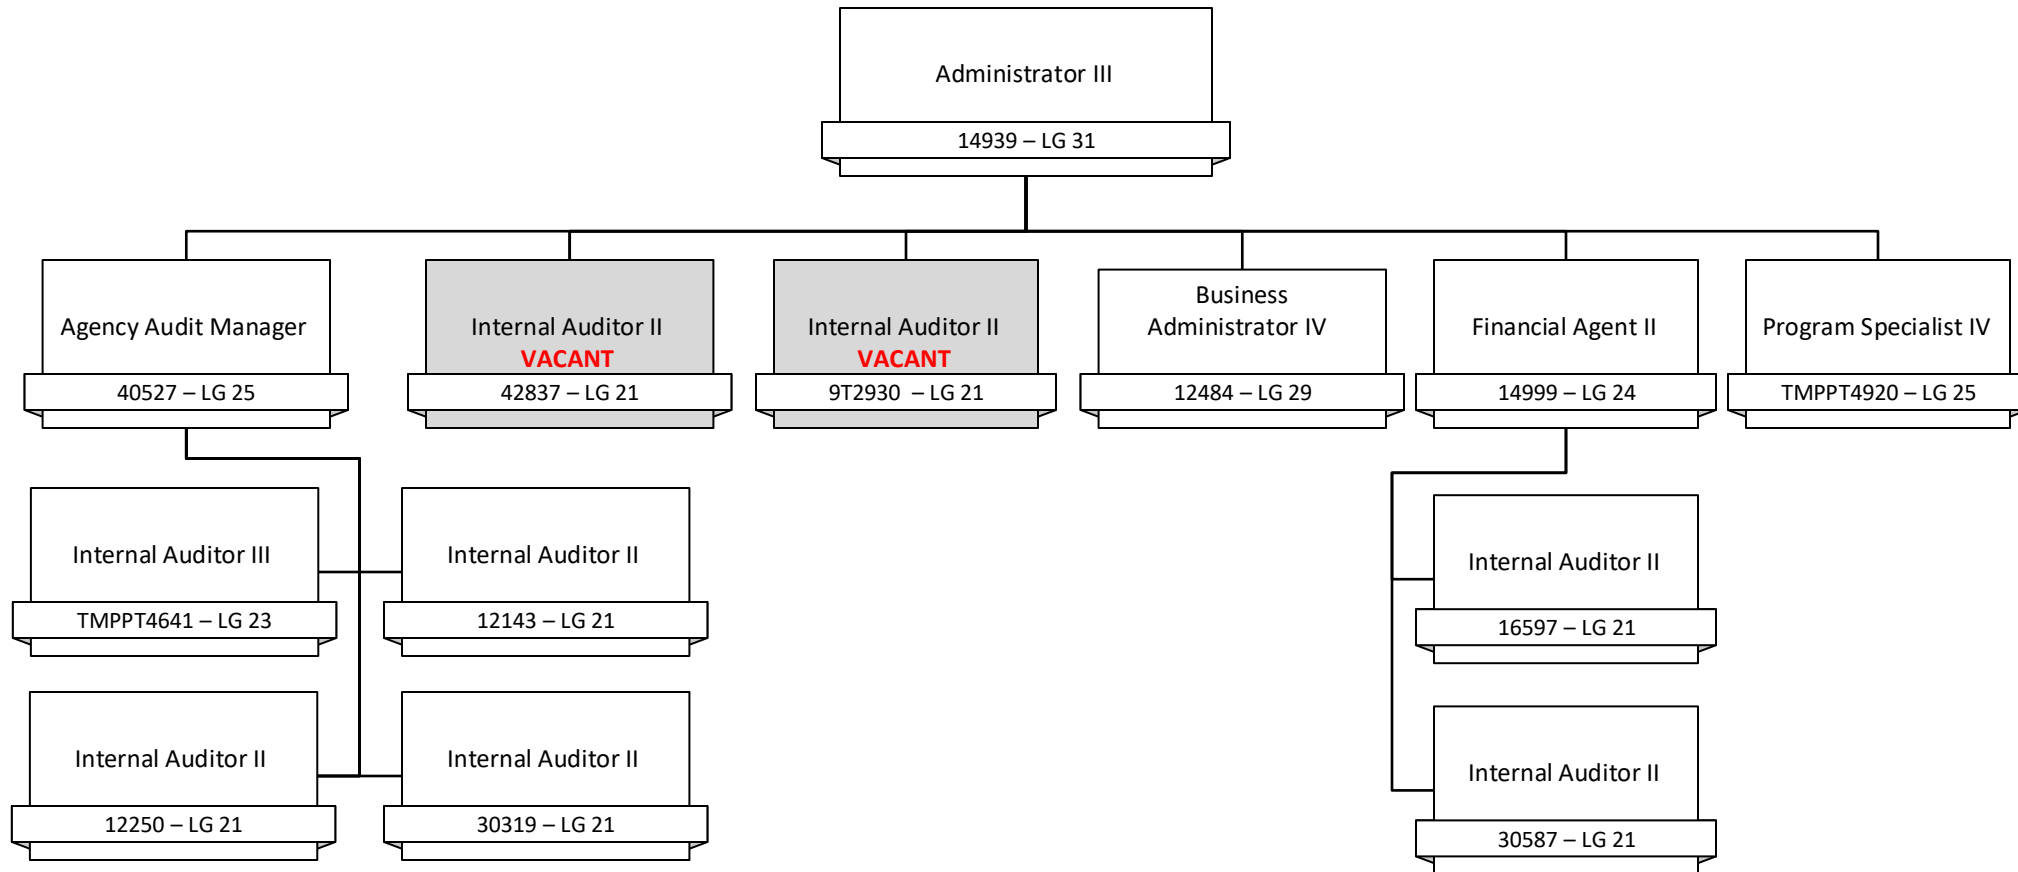 Administrator III
14939 – LG 31
Agency Audit Manager
40527 – LG 25
Internal Auditor II
VACANT
42837 – LG 21
Internal Auditor II
VACANT
9T2930 – LG 21
Business
Administrator IV
12484 – LG 29
Financial Agent II
14999 – LG 24
Program Specialist IV
TMPPT4920 – LG 25
Internal Auditor III
TMPPT4641 – LG 23
Internal Auditor II
12143 – LG 21
Internal Auditor II
16597 – LG 21
Internal Auditor II
12250 – LG 21
Internal Auditor II
30319 – LG 21
Internal Auditor II
30587 – LG 21